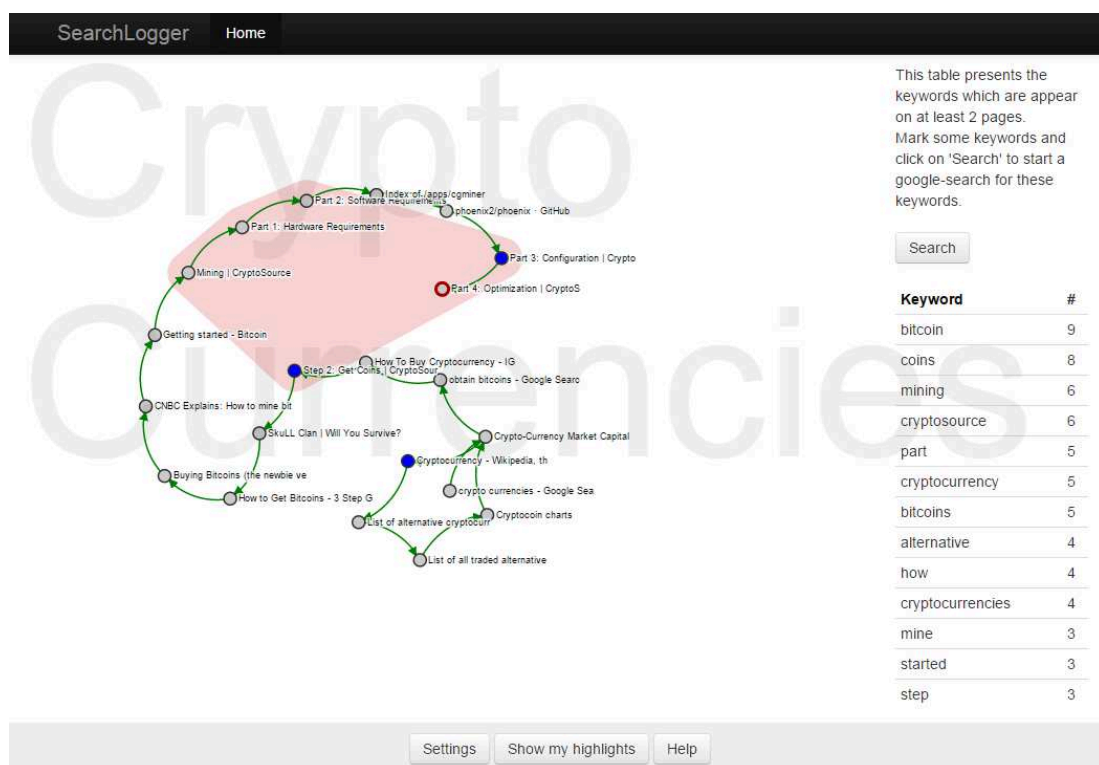 SearchLogger Home
Crypto
Currencies
This table presents the
keywords which are appear
on at least 2 pages.
Mark some keywords and
click on 'Search' to start a
google-search for these
keywords.
Search
Keyword #
bitcoin 9
coins 8
mining 6
cryptosource 6
part 5
cryptocurrency 5
bitcoins 5
alternative 4
how 4
cryptocurrencies 4
mine 3
started 3
step 3
Index of /apps/cgminer
Part 2: Software Requirements
phoenix2/phoenix · GitHub
Part 1: Hardware Requirements
Part 3: Configuration | Crypto
Mining | CryptoSource
Part 4: Optimization | CryptoS
Getting started - Bitcoin
How To Buy Cryptocurrency - IG
Step 2: Get Coins | CryptoSour
obtain bitcoins - Google Searc
CNBC Explains: How to mine bit
SkuLL Clan | Will You Survive?
Crypto-Currency Market Capital
Cryptocurrency - Wikipedia, th
Buying Bitcoins (the newbie ve
crypto currencies - Google Sea
How to Get Bitcoins - 3 Step G
Cryptocoin charts
List of alternative cryptocurr
List of all traded alternative
Settings Show my highlights Help